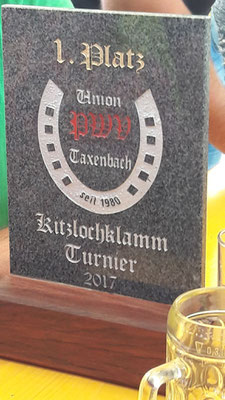 1. Platz
Union
PWV
Taxenbach
seit 1980
Kitzlochklamm
Turnier
2017